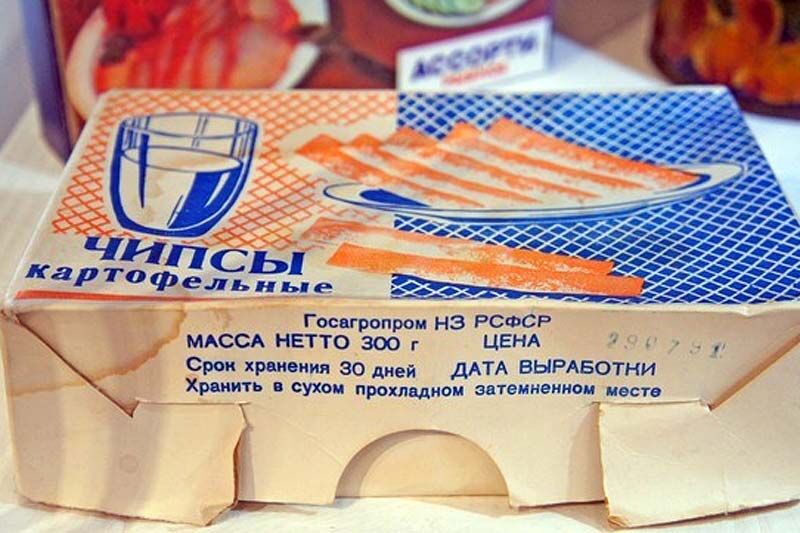 АССОРТИ
ЧИПСЫ
картофельные
Госагропром НЗ РСФСР
МАССА НЕТТО 300 г ЦЕНА
Срок хранения 30 дней ДАТА ВЫРАБОТКИ
Хранить в сухом прохладном затемненном месте